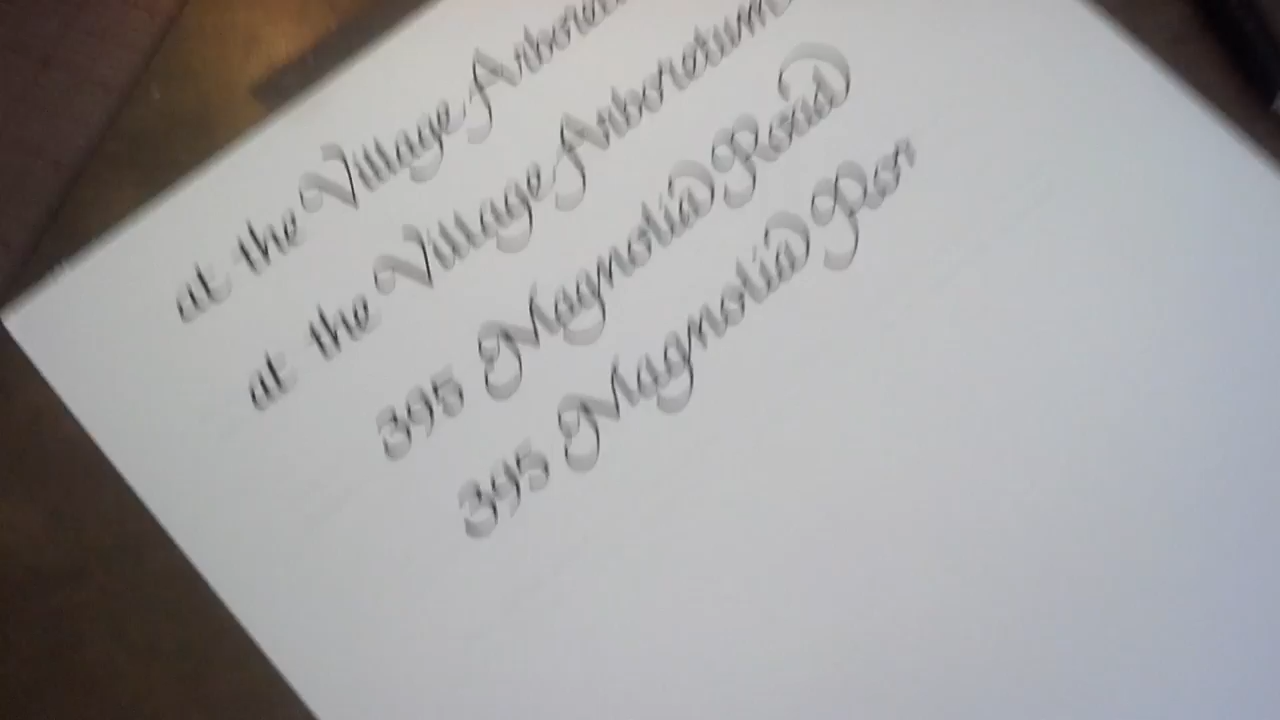 at the Village
at the Village Arboretum
395 Magnolia Road
395 Magnolia